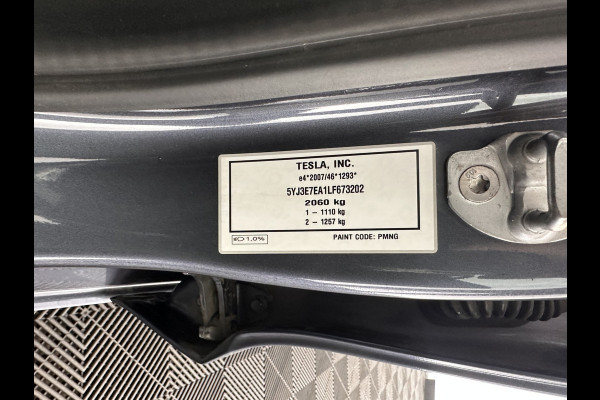 TESLA, INC.
e4*2007/46*1293*
5YJ3E7EA1LF673202
2060 kg
1 – 1110 kg
2 – 1257 kg
1,0%
PAINT CODE: PMNG